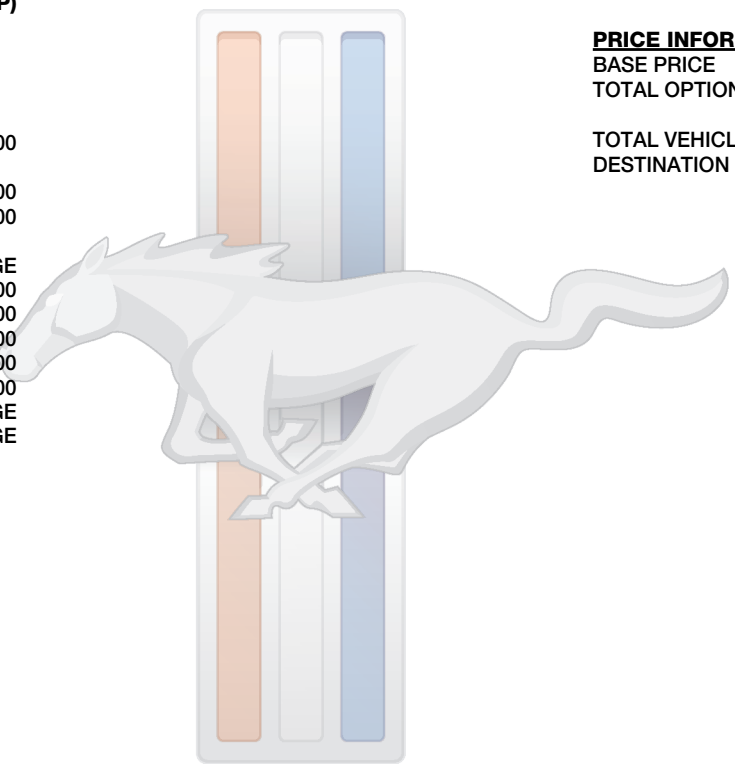 P)
00
00
00
GE
00
00
00
00
00
GE
GE
PRICE INFOR
BASE PRICE
TOTAL OPTION
TOTAL VEHICL
DESTINATION